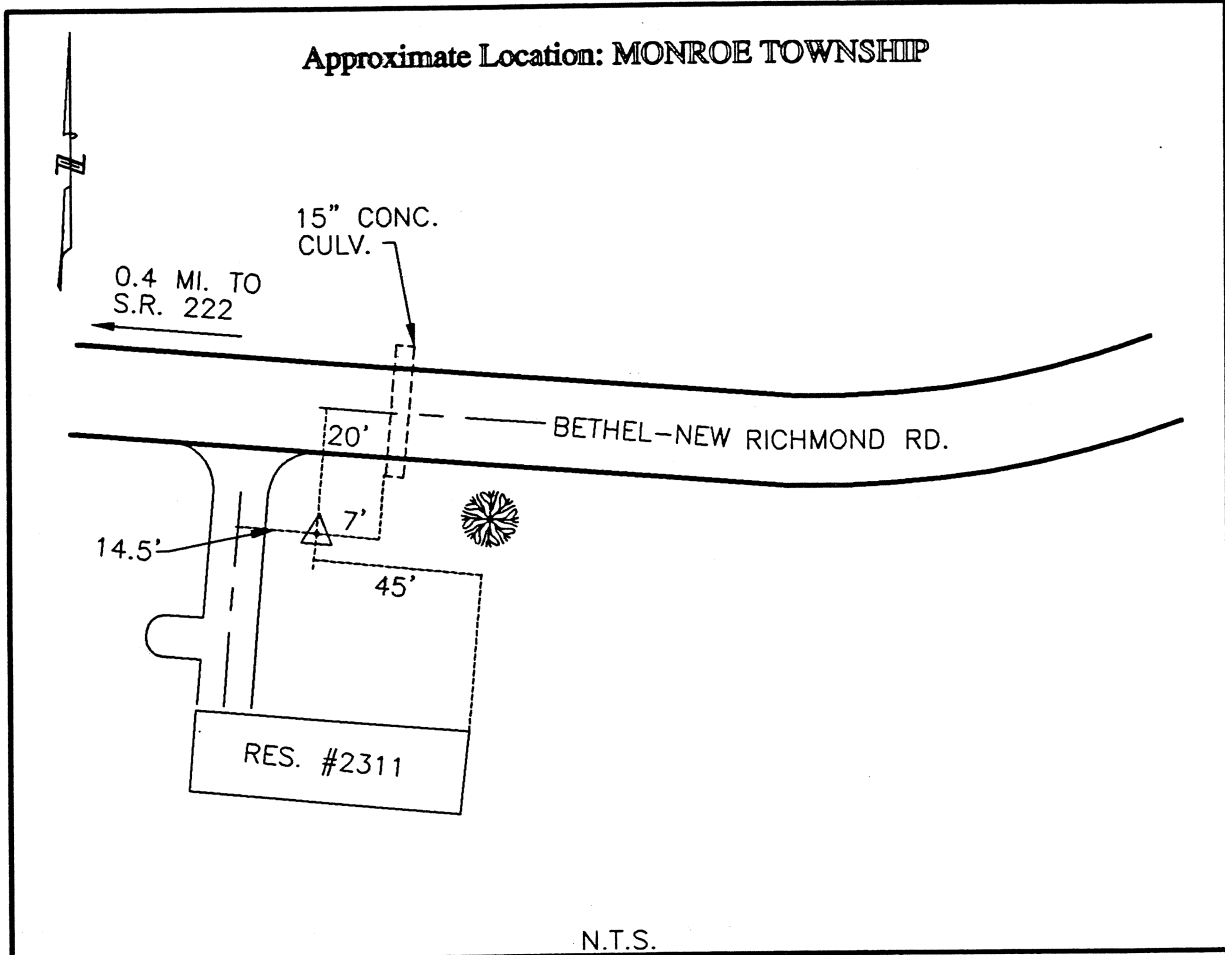 Approximate Location: MONROE TOWNSHIP
N
15" CONC.
CULV.
0.4 MI. TO
S.R. 222
20'
BETHEL-NEW RICHMOND RD.
7'
14.5'
45'
RES. #2311
N.T.S.